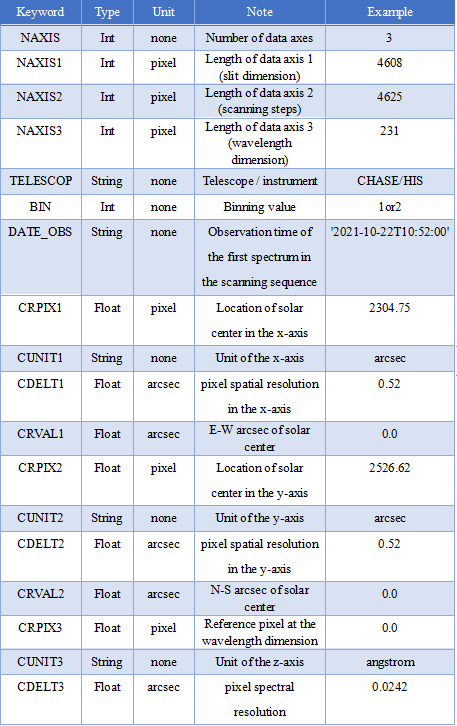 Keyword Type Unit Note Example
NAXIS Int none Number of data axes 3
NAXIS1 Int pixel Length of data axis 1 4608
(slit dimension)
NAXIS2 Int pixel Length of data axis 2 4625
(scanning steps)
NAXIS3 Int pixel Length of data axis 3 231
(wavelength
dimension)
TELESCOP String none Telescope / instrument CHASE/HIS
BIN Int none Binning value 1or2
DATE_OBS String none Observation time of '2021-10-22T10:52:00'
the first spectrum in
the scanning sequence
CRPIX1 Float pixel Location of solar 2304.75
center in the x-axis
CUNIT1 String none Unit of the x-axis arcsec
CDELT1 Float arcsec pixel spatial resolution 0.52
in the x-axis
CRVAL1 Float arcsec E-W arcsec of solar 0.0
center
CRPIX2 Float pixel Location of solar 2526.62
center in the y-axis
CUNIT2 String none Unit of the y-axis arcsec
CDELT2 Float arcsec pixel spatial resolution 0.52
in the y-axis
CRVAL2 Float arcsec N-S arcsec of solar 0.0
center
CRPIX3 Float pixel Reference pixel at the 0.0
wavelength dimension
CUNIT3 String none Unit of the z-axis angstrom
CDELT3 Float arcsec pixel spectral 0.0242
resolution